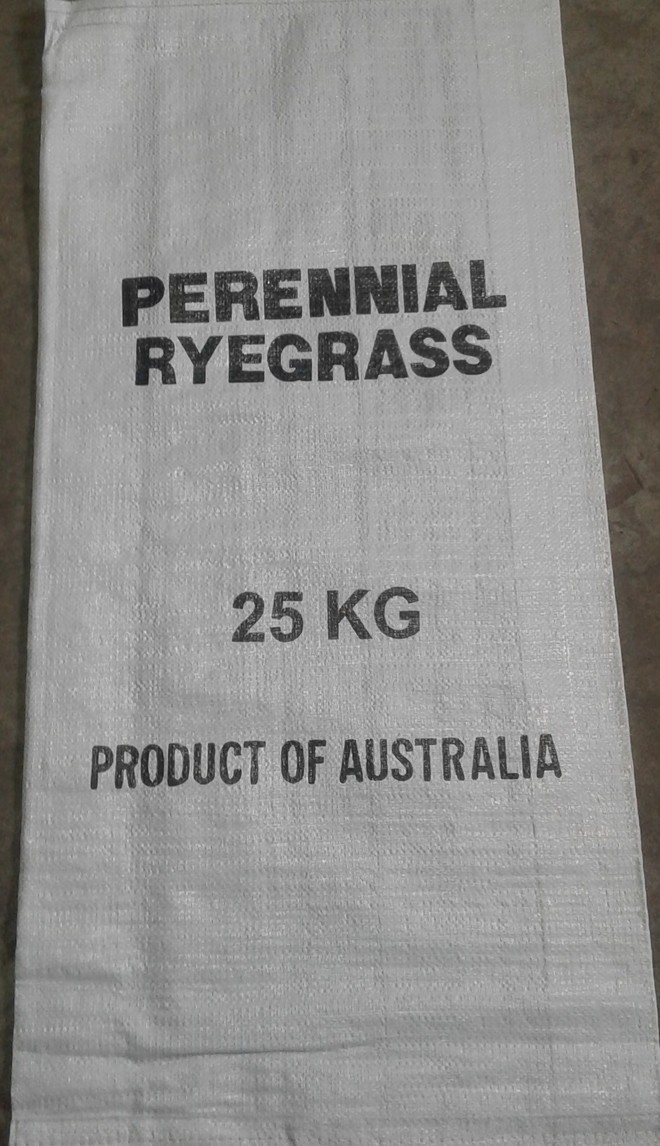 PERENNIAL
RYEGRASS
25 KG
PRODUCT OF AUSTRALIA